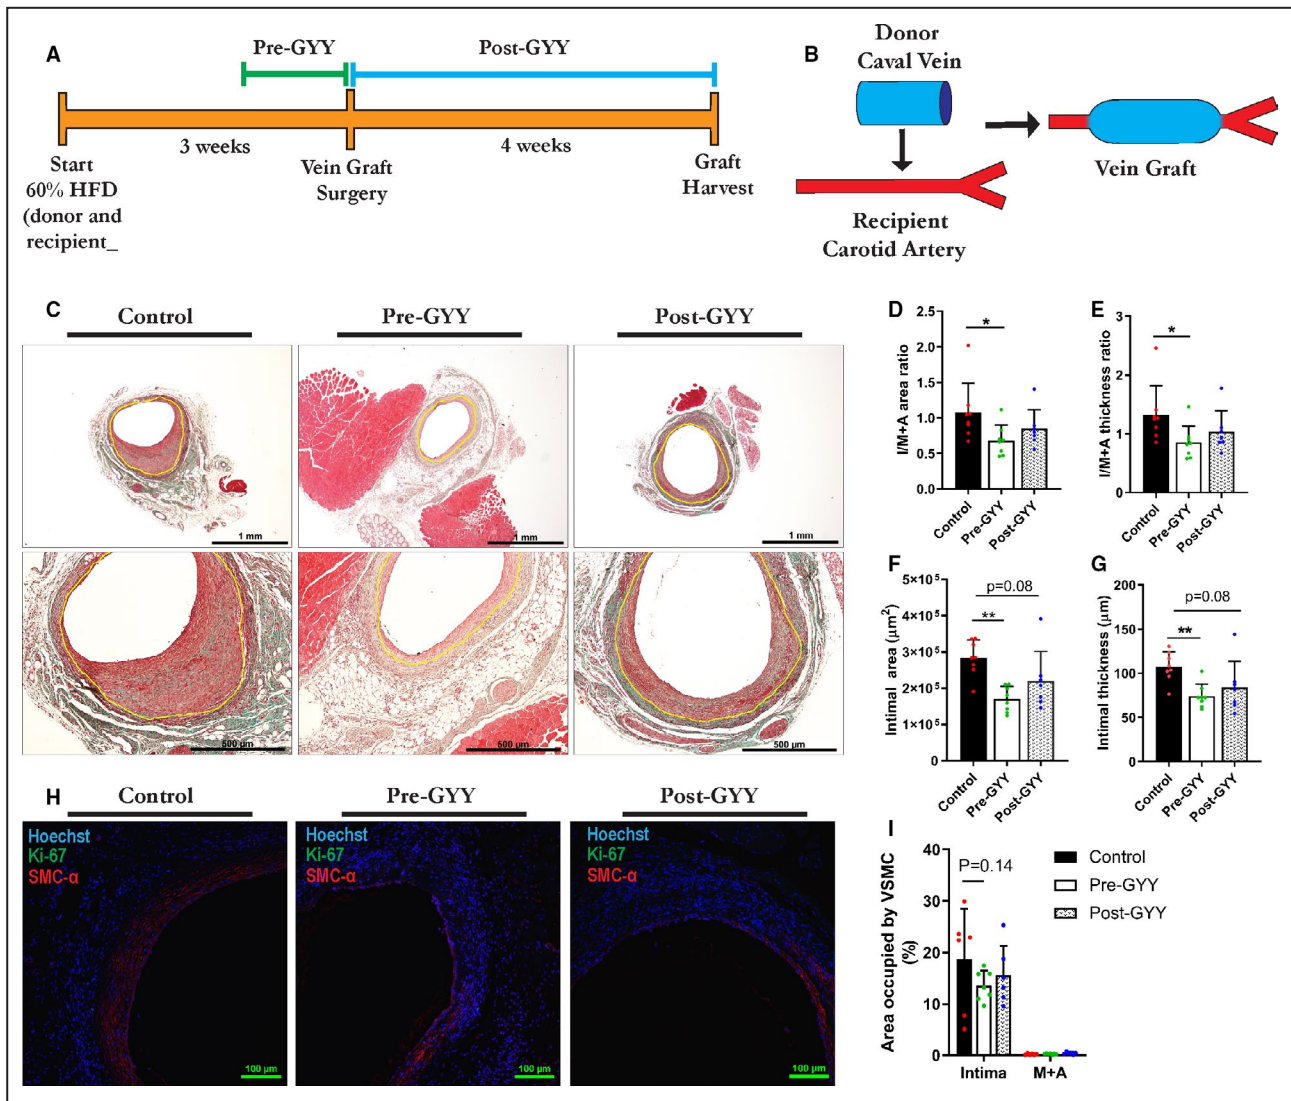 A
Pre-GYY
Post-GYY
3 weeks
4 weeks
Start
60% HFD
(donor and
recipient_
Vein Graft
Surgery
Graft
Harvest
B
Donor
Caval Vein
Recipient
Carotid Artery
Vein Graft
C
Control
Pre-GYY
Post-GYY
1 mm
1 mm
1 mm
500 µm
500 µm
500 µm
D
I/M+A area ratio
2.5
2.0
1.5
1.0
0.5
0.0
*
Control
Pre-GYY
Post-GYY
E
I/M+A thickness ratio
3
2
1
0
*
Control
Pre-GYY
Post-GYY
F
Intimal area (µm²)
5×10⁵
4×10⁵
3×10⁵
2×10⁵
1×10⁵
0
p=0.08
**
Control
Pre-GYY
Post-GYY
G
Intimal thickness (µm)
200
150
100
50
0
p=0.08
**
Control
Pre-GYY
Post-GYY
H
Control
Pre-GYY
Post-GYY
Hoechst
Ki-67
SMC-α
100 µm
Hoechst
Ki-67
SMC-α
100 µm
Hoechst
Ki-67
SMC-α
100 µm
I
Area occupied by VSMC
(%)
40
30
20
10
0
P=0.14
Intima
M+A
Control
Pre-GYY
Post-GYY